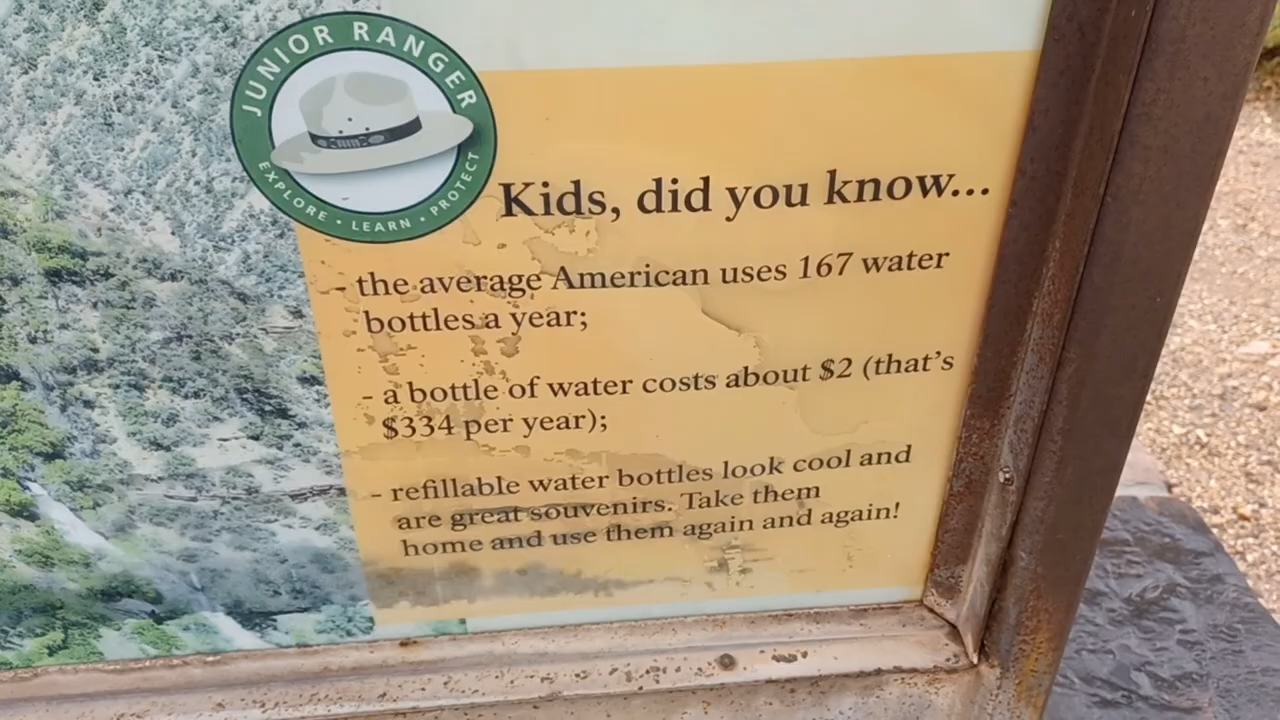 JUNIOR RANGER
EXPLORE • LEARN • PROTECT
Kids, did you know...
- the average American uses 167 water
bottles a year;
- a bottle of water costs about $2 (that's
$334 per year);
- refillable water bottles look cool and
are great souvenirs. Take them
home and use them again and again!